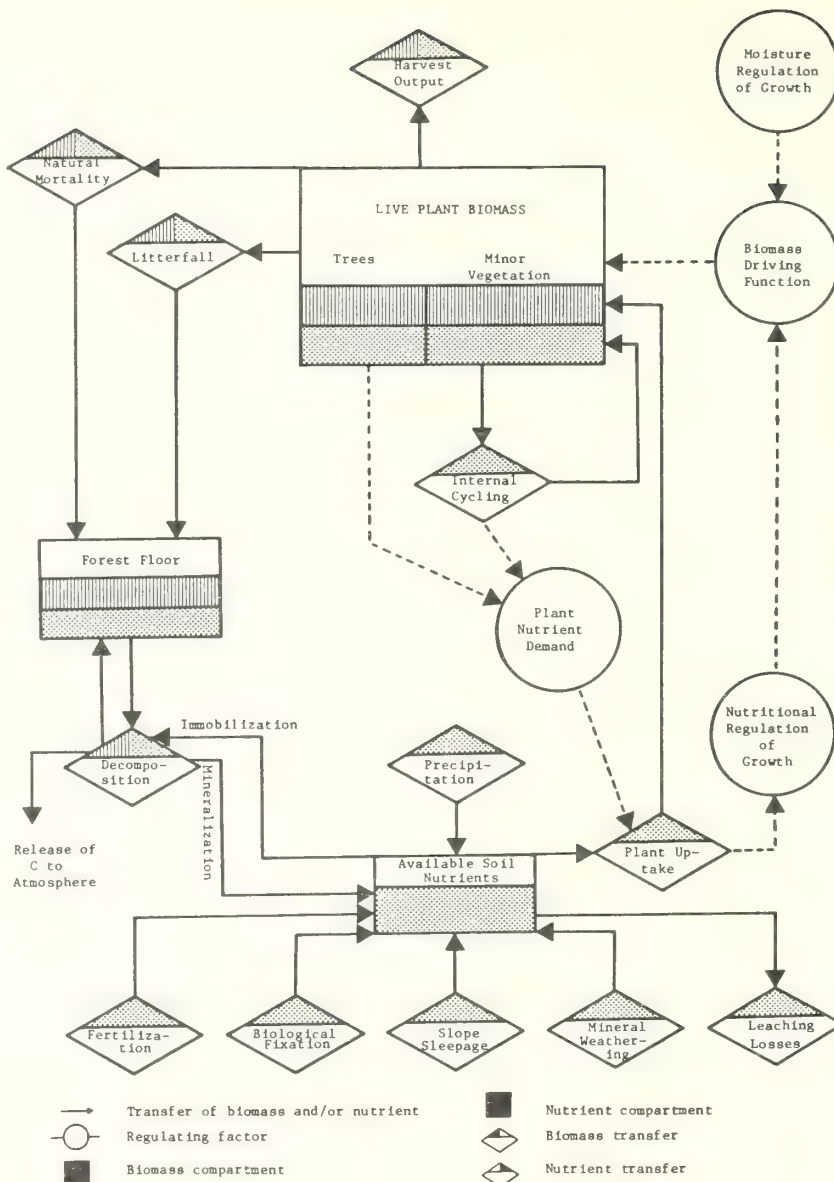 Harvest
Output
Moisture
Regulation
of Growth
Natural
Mortality
LIVE PLANT BIOMASS
Litterfall
Trees
Minor
Vegetation
Biomass
Driving
Function
Internal
Cycling
Forest Floor
Plant
Nutrient
Demand
Nutritional
Regulation
of
Growth
Immobilization
Decompo-
sition
Mineralization
Precipi-
tation
Release of
C to
Atmosphere
Available Soil
Nutrients
Plant Up-
take
Fertiliza-
tion
Biological
Fixation
Slope
Sleepage
Mineral
Weather-
ing
Leaching
Losses
Transfer of biomass and/or nutrient
Nutrient compartment
Regulating factor
Biomass transfer
Biomass compartment
Nutrient transfer